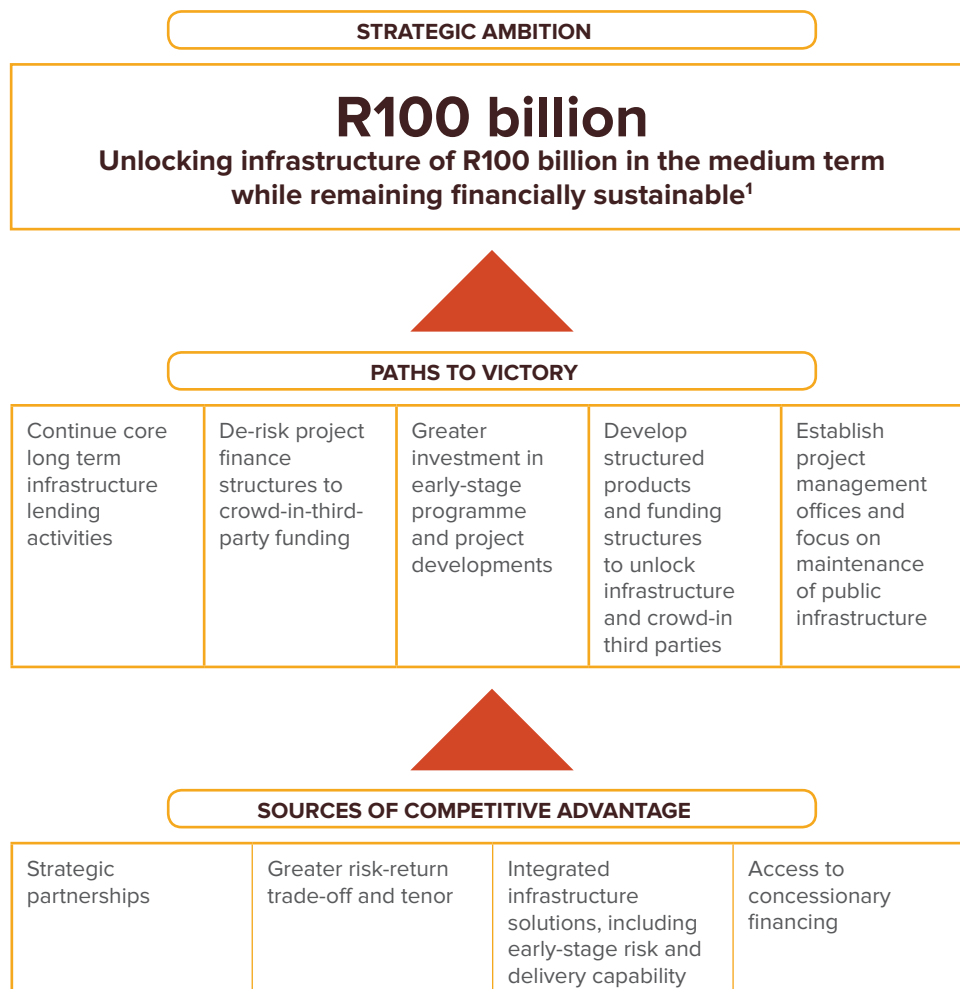 STRATEGIC AMBITION
R100 billion
Unlocking infrastructure of R100 billion in the medium term
while remaining financially sustainable¹
PATHS TO VICTORY
Continue core
long term
infrastructure
lending
activities
De-risk project
finance
structures to
crowd-in-third-
party funding
Greater
investment in
early-stage
programme
and project
developments
Develop
structured
products
and funding
structures
to unlock
infrastructure
and crowd-in
third parties
Establish
project
management
offices and
focus on
maintenance
of public
infrastructure
SOURCES OF COMPETITIVE ADVANTAGE
Strategic
partnerships
Greater risk-return
trade-off and tenor
Integrated
infrastructure
solutions, including
early-stage risk and
delivery capability
Access to
concessionary
financing